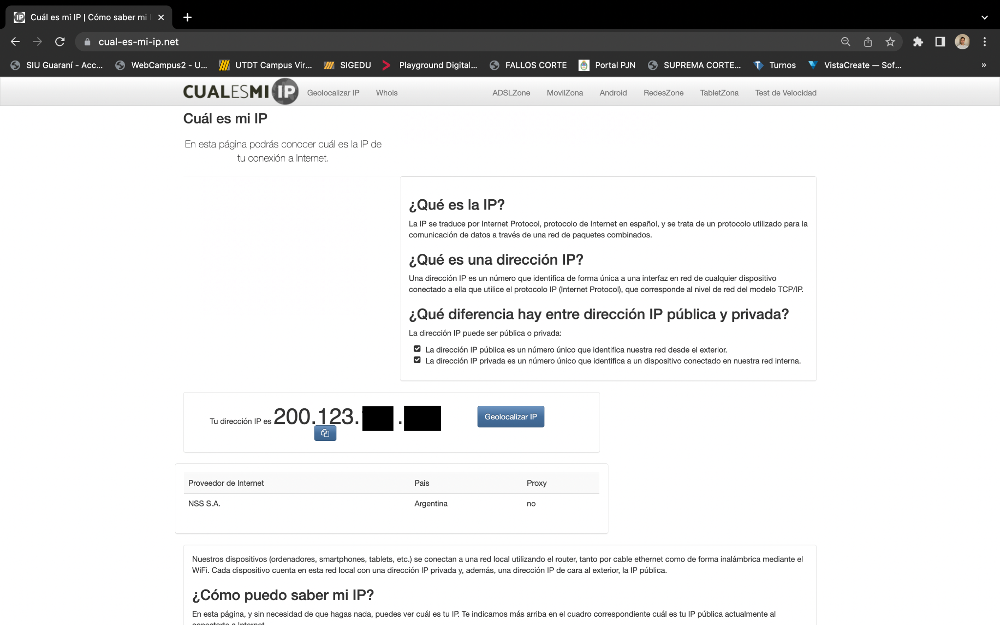 Cuál es mi IP | Cómo saber mi
cual-es-mi-ip.net
SIU Guaraní - Acc...
WebCampus2 - U...
UTDT Campus Vir...
SIGEDU
Playground Digital...
FALLOS CORTE
Portal PJN
SUPREMA CORTE...
Turnos
VistaCreate — Sof...
»
CUALESMI IP
Geolocalizar IP
Whois
ADSLZone
MovilZona
Android
RedesZone
TabletZona
Test de Velocidad
Cuál es mi IP
En esta página podrás conocer cuál es la IP de
tu conexión a Internet.
¿Qué es la IP?
La IP se traduce por Internet Protocol, protocolo de Internet en español, y se trata de un protocolo utilizado para la
comunicación de datos a través de una red de paquetes combinados.
¿Qué es una dirección IP?
Una dirección IP es un número que identifica de forma única a una interfaz en red de cualquier dispositivo
conectado a ella que utilice el protocolo IP (Internet Protocol), que corresponde al nivel de red del modelo TCP/IP.
¿Qué diferencia hay entre dirección IP pública y privada?
La dirección IP puede ser pública o privada:
La dirección IP pública es un número único que identifica nuestra red desde el exterior.
La dirección IP privada es un número único que identifica a un dispositivo conectado en nuestra red interna.
Tu dirección IP es 200.123. .
Geolocalizar IP
Proveedor de Internet Pais Proxy
NSS S.A. Argentina no
Nuestros dispositivos (ordenadores, smartphones, tablets, etc.) se conectan a una red local utilizando el router, tanto por cable ethernet como de forma inalámbrica mediante el
WiFi. Cada dispositivo cuenta en esta red local con una dirección IP privada y, además, una dirección IP de cara al exterior, la IP pública.
¿Cómo puedo saber mi IP?
En esta página, y sin necesidad de que hagas nada, puedes ver cuál es tu IP. Te indicamos más arriba en el cuadro correspondiente cuál es tu IP pública actualmente al